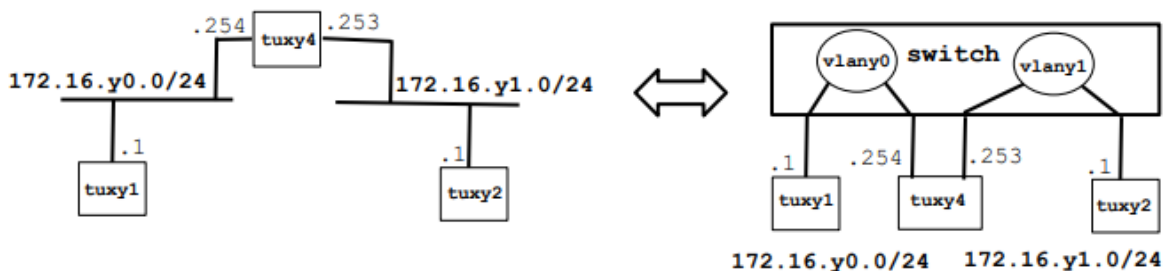 .254
tuxy4
.253
172.16.y0.0/24
172.16.y1.0/24
.1
tuxy1
.1
tuxy2
vlany0
switch
vlany1
.1
.254
.253
.1
tuxy1
tuxy4
tuxy2
172.16.y0.0/24
172.16.y1.0/24